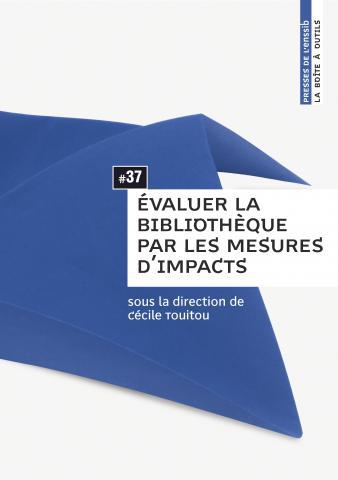 PRESSES DE L'enssib
LA BOÎTE À OUTILS
#37
ÉVALUER LA
BIBLIOTHÈQUE
PAR LES MESURES
D'IMPACTS
sous la direction de
cécile Touitou